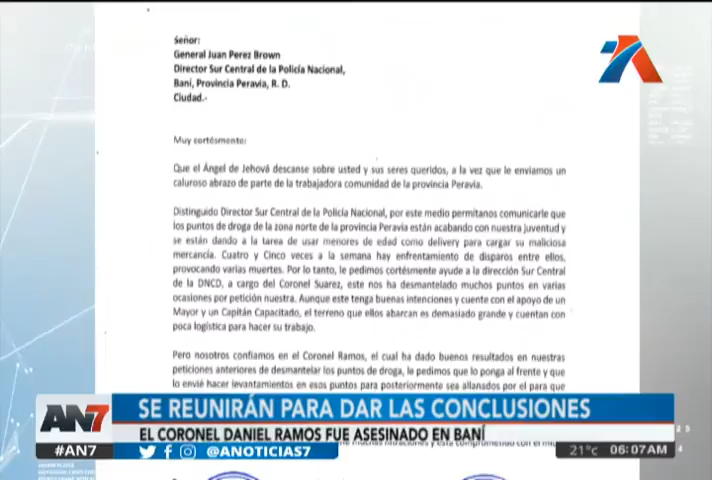 Señor:
General Juan Perez Brown
Director Sur Central de la Policía Nacional,
Baní, Provincia Peravia, R. D.
Ciudad.-
Muy cortésmente:
Que el Ángel de Jehová descanse sobre usted y sus seres queridos, a la vez que le enviamos un
caluroso abrazo de parte de la trabajadora comunidad de la provincia Peravia.
Distinguido Director Sur Central de la Policía Nacional, por este medio permítanos comunicarle que
los puntos de droga de la zona norte de la provincia Peravia están acabando con nuestra juventud y
se están dando a la tarea de usar menores de edad como delivery para cargar su maliciosa
mercancía. Cuatro y Cinco veces a la semana hay enfrentamiento de disparos entre ellos,
provocando varias muertes. Por lo tanto, le pedimos cortésmente ayude a la dirección Sur Central
de la DNCD, a cargo del Coronel Suarez, este nos ha desmantelado muchos puntos en varias
ocasiones por petición nuestra. Aunque este tenga buenas intenciones y cuente con el apoyo de un
Mayor y un Capitán Capacitado, el terreno que ellos abarcan es demasiado grande y cuentan con
poca logística para hacer su trabajo.
Pero nosotros confiamos en el Coronel Ramos, el cual ha dado buenos resultados en nuestras
peticiones anteriores de desmantelar los puntos de droga, le pedimos que lo ponga al frente y que
lo envié hacer levantamientos en esos puntos para posteriormente sea allanados por el para que
AN7
SE REUNIRÁN PARA DAR LAS CONCLUSIONES
EL CORONEL DANIEL RAMOS FUE ASESINADO EN BANÍ
#AN7
@ANOTICIAS7
21°C
06:07AM